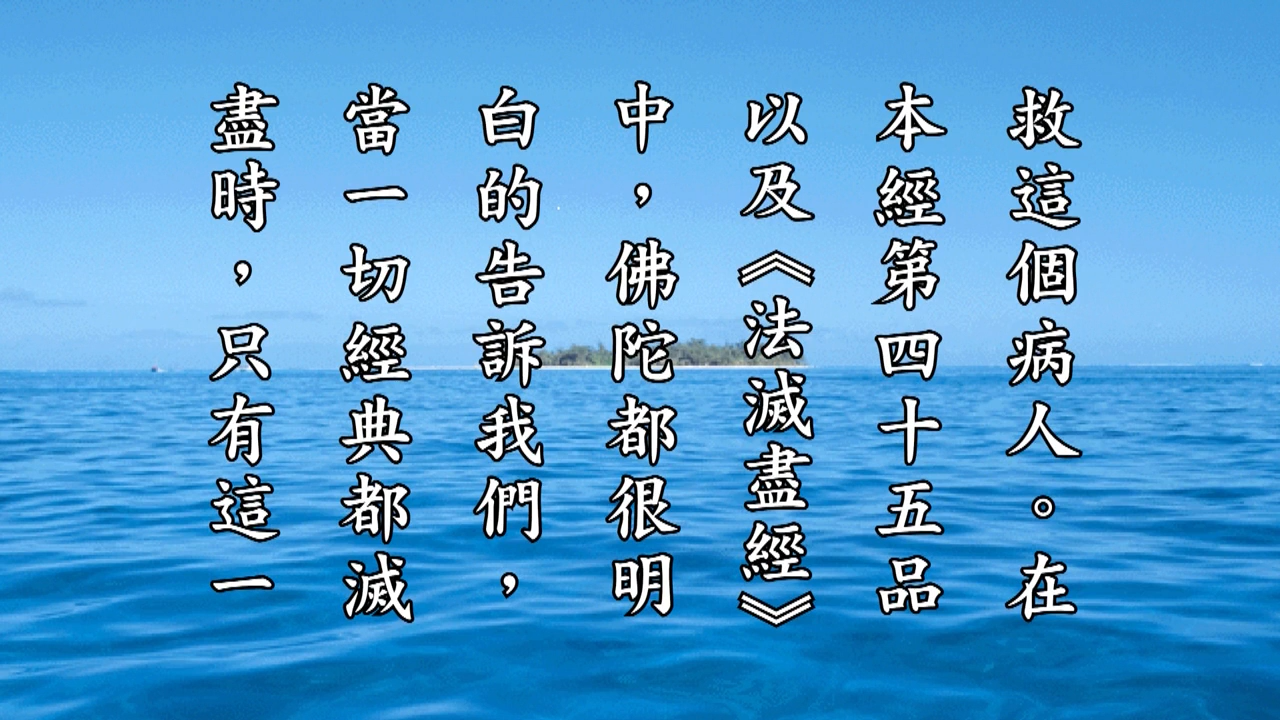 救這個病人。在
本經第四十五品
以及《法滅盡經》
中，佛陀都很明
白的告訴我們，
當一切經典都滅
盡時，只有這一